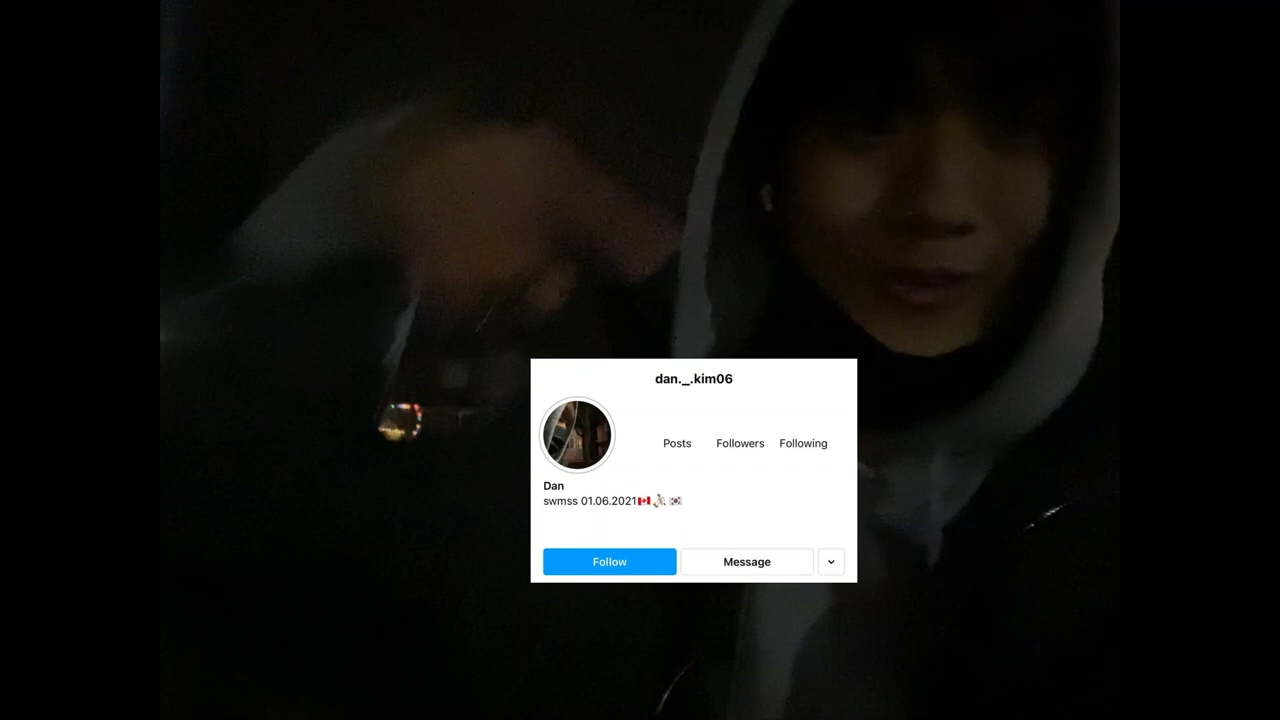 dan._.kim06
Posts Followers Following
Dan
swmss 01.06.2021🇨🇦🏃🏻🇰🇷
Follow Message